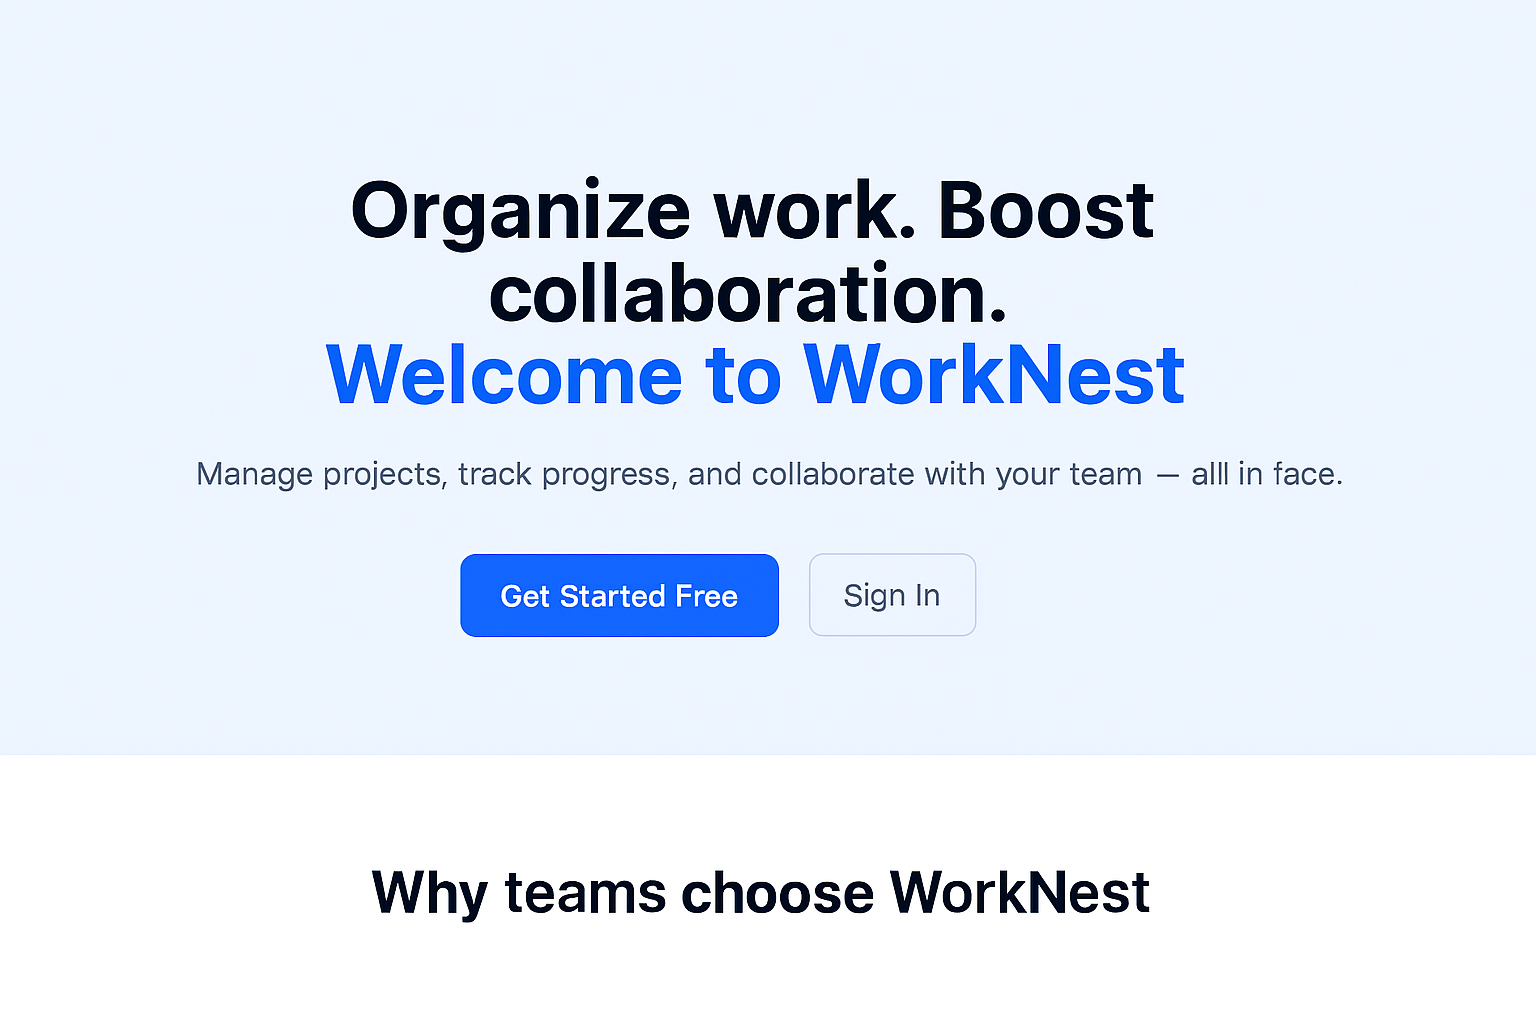 Organize work. Boost
collaboration.
Welcome to WorkNest
Manage projects, track progress, and collaborate with your team — alll in face.
Get Started Free
Sign In
Why teams choose WorkNest